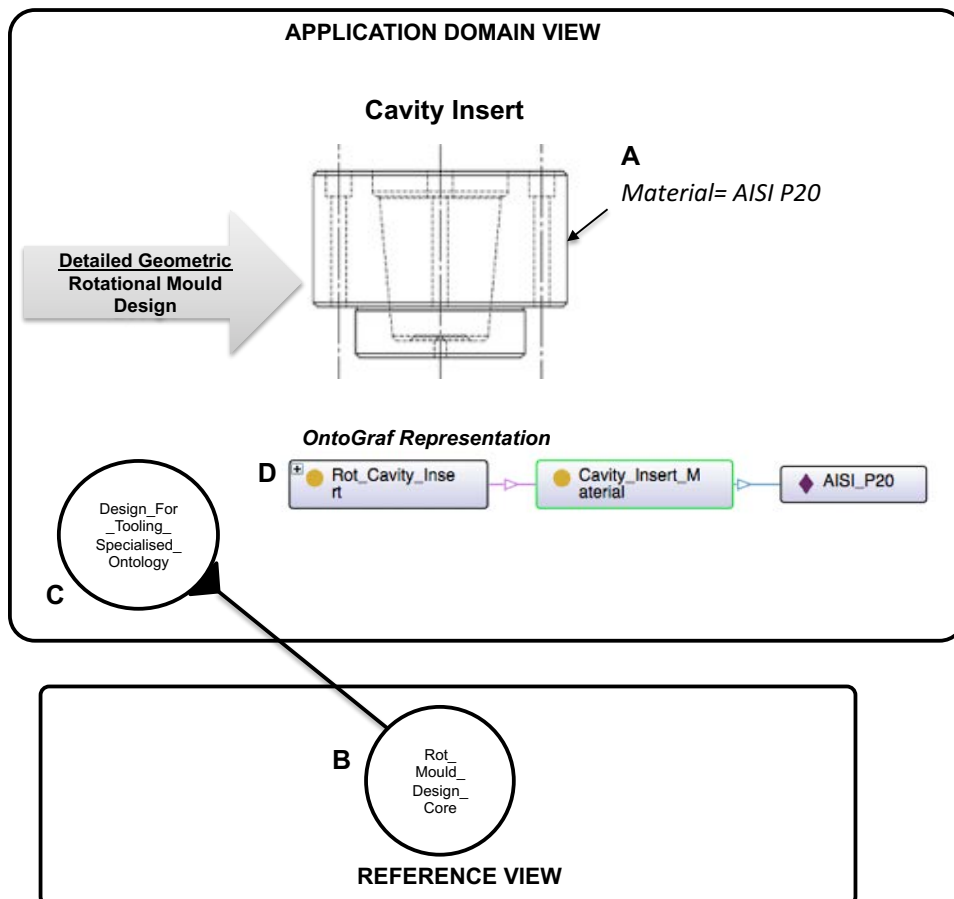 APPLICATION DOMAIN VIEW
Cavity Insert
A
Material= AISI P20
Detailed Geometric
Rotational Mould
Design
OntoGraf Representation
D
Rot_Cavity_Inse
rt
Cavity_Insert_M
aterial
AISI_P20
Design_For
_Tooling_
Specialised_
Ontology
C
B
Rot_
Mould_
Design_
Core
REFERENCE VIEW